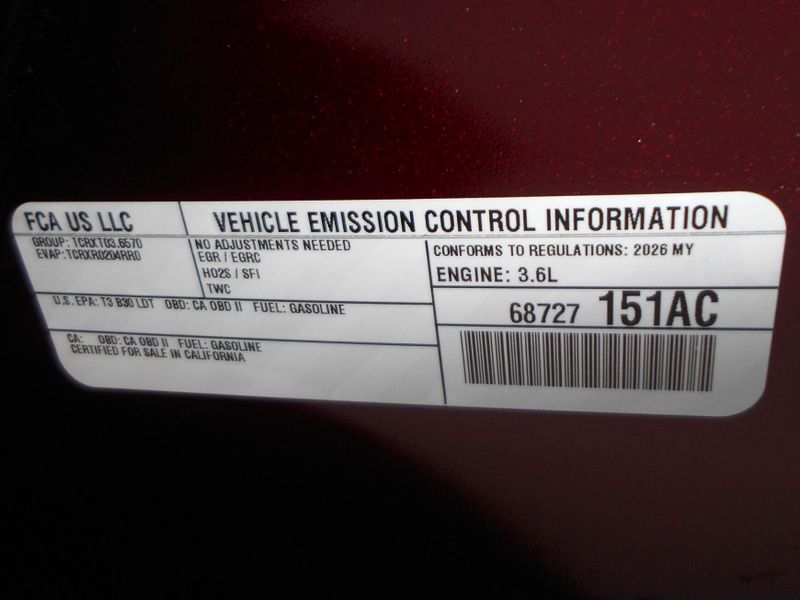 FCA US LLC
VEHICLE EMISSION CONTROL INFORMATION
GROUP: TCRXT03.6570
EVAP: TCRXR0204RR0
NO ADJUSTMENTS NEEDED
EGR / EGRC
HO2S / SFI
TWC
CONFORMS TO REGULATIONS: 2026 MY
ENGINE: 3.6L
U.S. EPA: T3 B30 LDT OBD: CA OBD II FUEL: GASOLINE
68727 151AC
CA: OBD: CA OBD II FUEL: GASOLINE
CERTIFIED FOR SALE IN CALIFORNIA